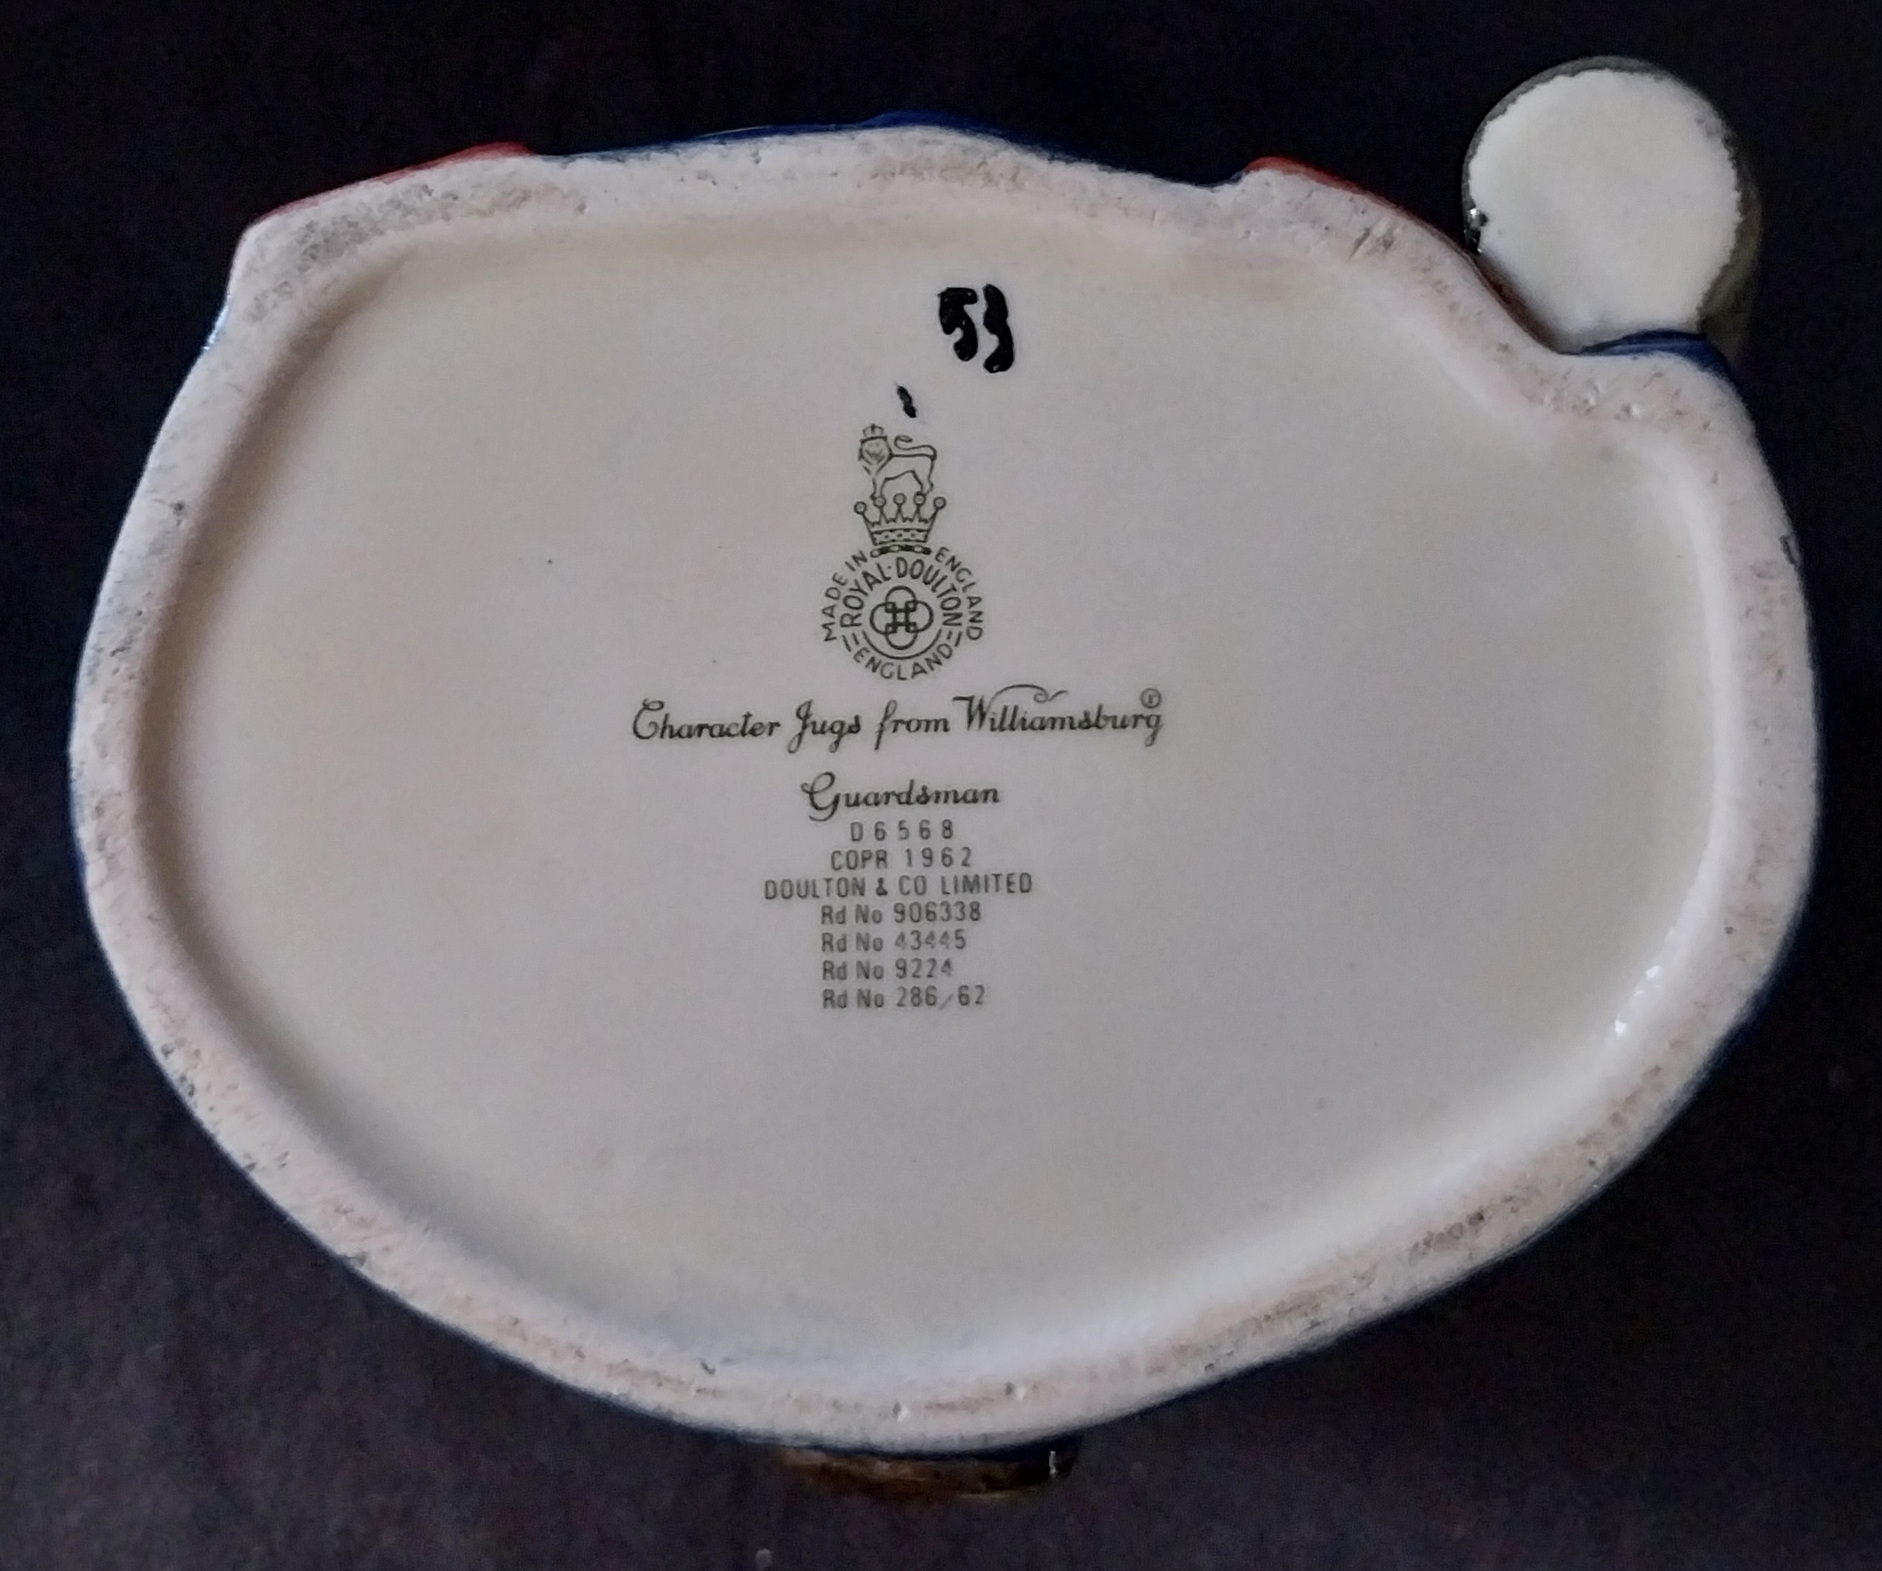 53
MADE IN ENGLAND
ROYAL·DOULTON
ENGLAND
Character Jugs from Williamsburg®
Guardsman
D 6568
COPR 1962
DOULTON & CO LIMITED
Rd No 906338
Rd No 43445
Rd No 9224
Rd No 286/62